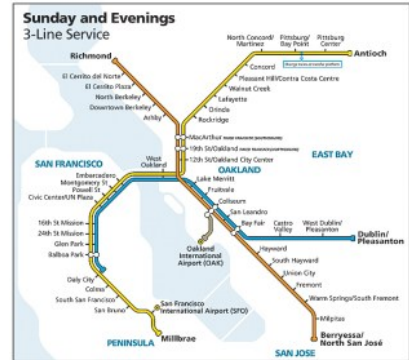 Sunday and Evenings
3-Line Service
Richmond
El Cerrito del Norte
El Cerrito Plaza
North Berkeley
Downtown Berkeley
Ashby
North Concord/
Martinez
Pittsburg/
Bay Point/
Pittsburg
Center
Antioch
Concord
Pleasant Hill/Contra Costa Centre
Walnut Creek
Lafayette
Orinda
Rockridge
MacArthur
19th St/Oakland
12th St/Oakland City Center
EAST BAY
SAN FRANCISCO
West
Oakland
OAKLAND
Embarcadero
Montgomery St
Powell St
Civic Center/UN Plaza
16th St Mission
24th St Mission
Glen Park
Balboa Park
Daly City
Colma
South San Francisco
San Bruno
San Francisco
International Airport (SFO)
Millbrae
PENINSULA
Lake Merritt
Fruitvale
Coliseum
San Leandro
Bay Fair
Castro
Valley
West Dublin/
Pleasanton
Dublin/
Pleasanton
Oakland
International
Airport (OAK)
Hayward
South Hayward
Union City
Fremont
Warm Springs/South Fremont
Milpitas
Berryessa/
North San José
SAN JOSE